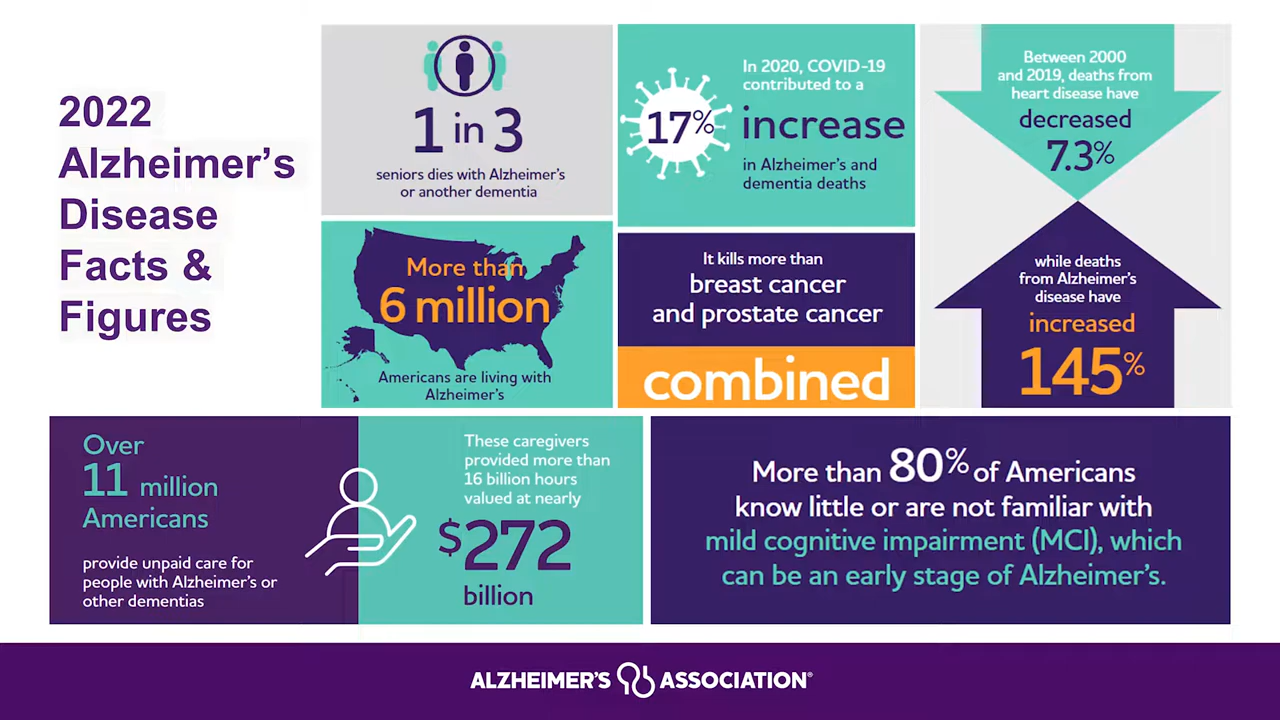 2022
Alzheimer's
Disease
Facts &
Figures
1 in 3
seniors dies with Alzheimer's
or another dementia
17%
In 2020, COVID-19
contributed to a
increase
in Alzheimer's and
dementia deaths
Between 2000
and 2019, deaths from
heart disease have
decreased
7.3%
More than
6 million
Americans are living with
Alzheimer's
It kills more than
breast cancer
and prostate cancer
combined
while deaths
from Alzheimer's
disease have
increased
145%
Over
11 million
Americans
provide unpaid care for
people with Alzheimer's or
other dementias
These caregivers
provided more than
16 billion hours
valued at nearly
$272
billion
More than 80% of Americans
know little or are not familiar with
mild cognitive impairment (MCI), which
can be an early stage of Alzheimer's.
ALZHEIMER'S ASSOCIATION®